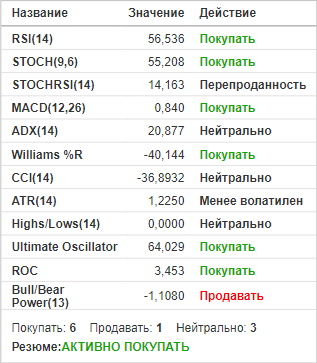 Название Значение Действие
RSI(14) 56,536 Покупать
STOCH(9,6) 55,208 Покупать
STOCHRSI(14) 14,163 Перепроданность
MACD(12,26) 0,840 Покупать
ADX(14) 20,877 Нейтрально
Williams %R -40,144 Покупать
CCI(14) -36,8932 Нейтрально
ATR(14) 1,2250 Менее волатилен
Highs/Lows(14) 0,0000 Нейтрально
Ultimate Oscillator 64,029 Покупать
ROC 3,453 Покупать
Bull/Bear
Power(13) -1,1080 Продавать
Покупать: 6 Продавать: 1 Нейтрально: 3
Резюме:АКТИВНО ПОКУПАТЬ